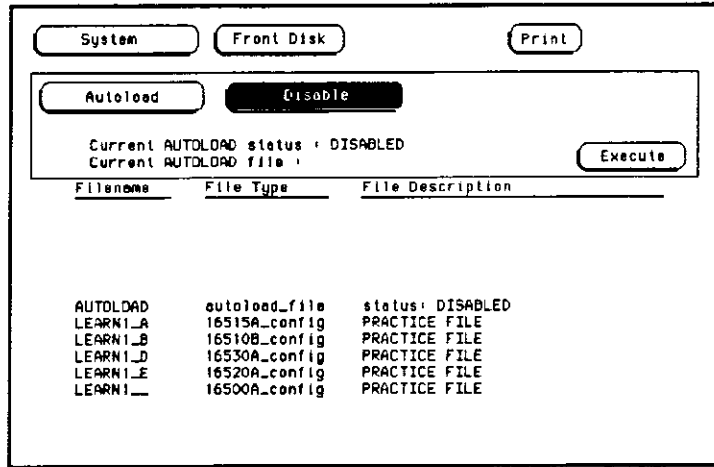 System Front Disk Print
Autoload Disable
Current AUTOLOAD status : DISABLED
Current AUTOLOAD file :
Execute
Filename File Type File Description
AUTOLOAD autoload_file status: DISABLED
LEARN1_A 16515A_config PRACTICE FILE
LEARN1_B 16510B_config PRACTICE FILE
LEARN1_D 16530A_config PRACTICE FILE
LEARN1_E 16520A_config PRACTICE FILE
LEARN1__ 16500A_config PRACTICE FILE